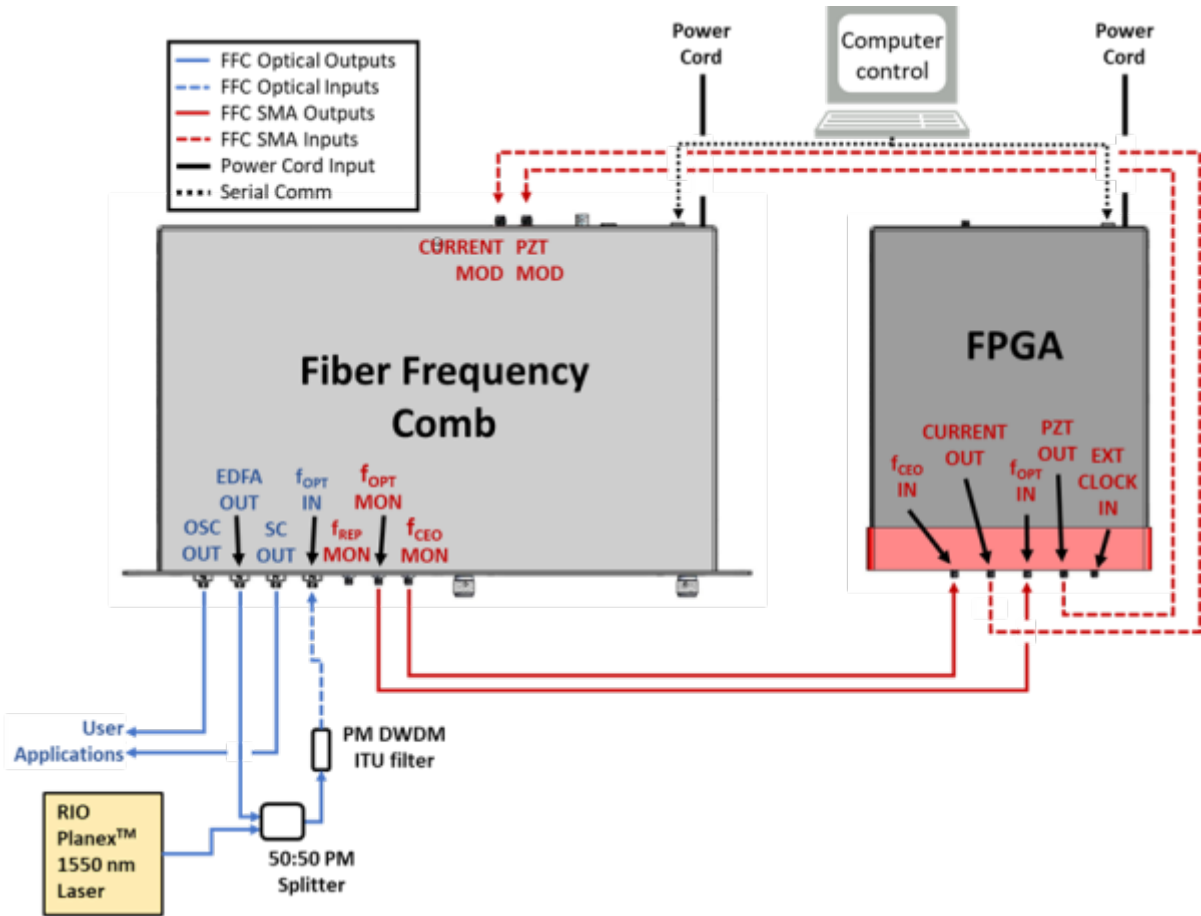 FFC Optical Outputs
FFC Optical Inputs
FFC SMA Outputs
FFC SMA Inputs
Power Cord Input
Serial Comm
Power
Cord
Computer
control
Power
Cord
CURRENT
MOD
PZT
MOD
Fiber Frequency
Comb
OSC
OUT
EDFA
OUT
SC
OUT
fOPT
IN
fREP
MON
fOPT
MON
fCEO
MON
FPGA
fCEO
IN
CURRENT
OUT
fOPT
IN
PZT
OUT
EXT
CLOCK
IN
User
Applications
PM DWDM
ITU filter
RIO
Planex™
1550 nm
Laser
50:50 PM
Splitter